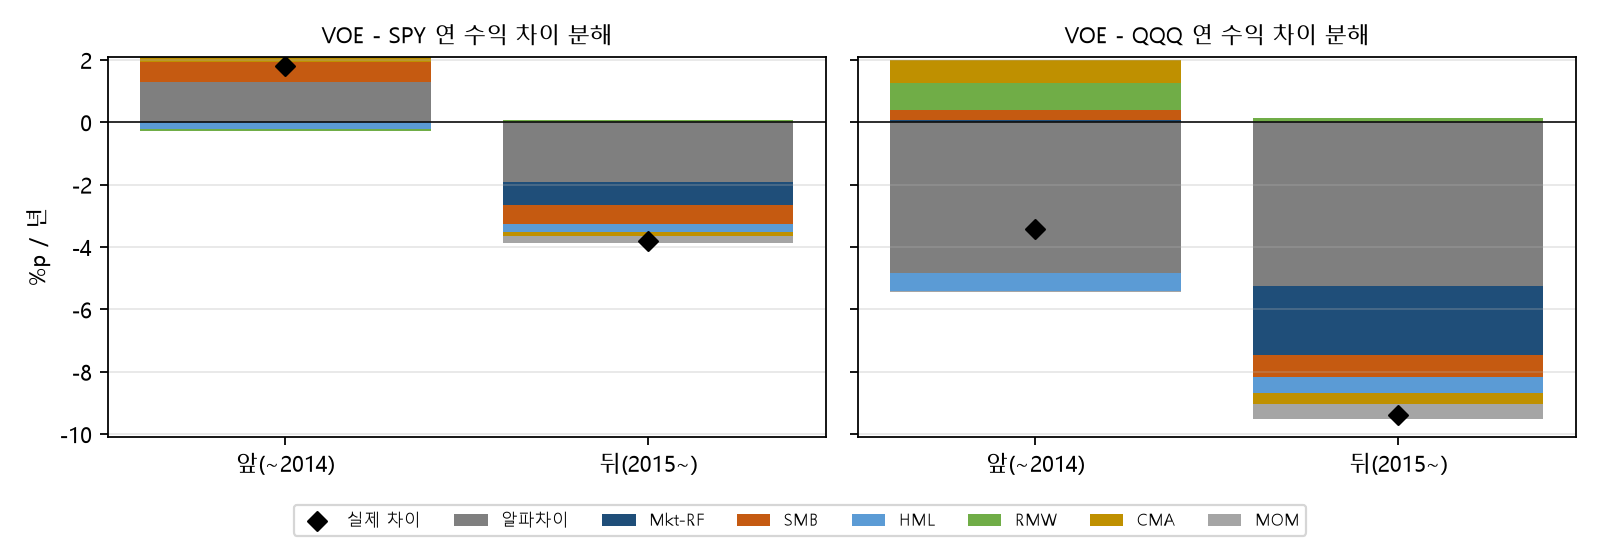 VOE - SPY 연 수익 차이 분해
VOE - QQQ 연 수익 차이 분해
%p / 년
2
0
-2
-4
-6
-8
-10
앞(~2014)
뒤(2015~)
앞(~2014)
뒤(2015~)
실제 차이 알파차이 Mkt-RF SMB HML RMW CMA MOM